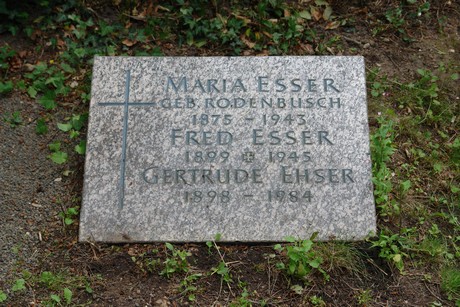 MARIA ESSER
GEB. RODENBUSCH
1875 - 1943
FRED ESSER
1899 ✠ 1945
GERTRUDE EHSER
1898 - 1984